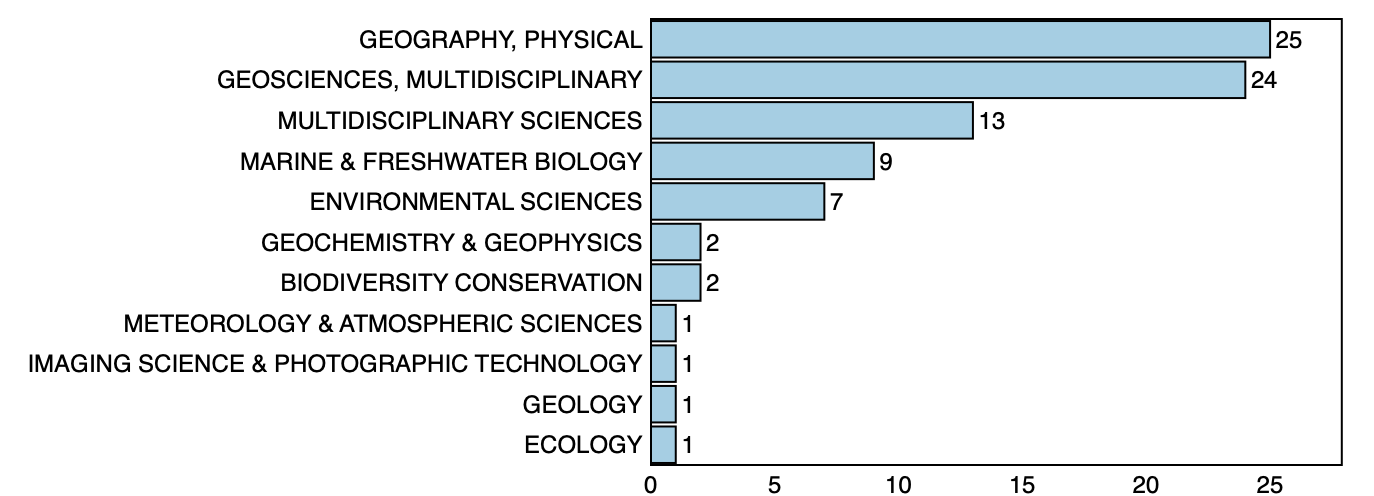 GEOGRAPHY, PHYSICAL 25
GEOSCIENCES, MULTIDISCIPLINARY 24
MULTIDISCIPLINARY SCIENCES 13
MARINE & FRESHWATER BIOLOGY 9
ENVIRONMENTAL SCIENCES 7
GEOCHEMISTRY & GEOPHYSICS 2
BIODIVERSITY CONSERVATION 2
METEOROLOGY & ATMOSPHERIC SCIENCES 1
IMAGING SCIENCE & PHOTOGRAPHIC TECHNOLOGY 1
GEOLOGY 1
ECOLOGY 1
0 5 10 15 20 25